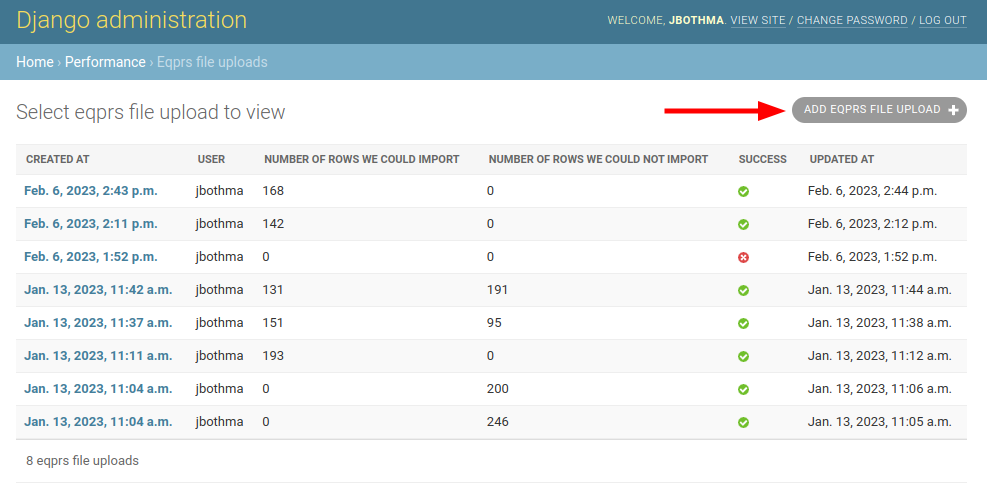 Django administration
WELCOME, JBOTHMA. VIEW SITE / CHANGE PASSWORD / LOG OUT
Home › Performance › Eqprs file uploads
Select eqprs file upload to view
ADD EQPRS FILE UPLOAD +
CREATED AT USER NUMBER OF ROWS WE COULD IMPORT NUMBER OF ROWS WE COULD NOT IMPORT SUCCESS UPDATED AT
Feb. 6, 2023, 2:43 p.m. jbothma 168 0 Feb. 6, 2023, 2:44 p.m.
Feb. 6, 2023, 2:11 p.m. jbothma 142 0 Feb. 6, 2023, 2:12 p.m.
Feb. 6, 2023, 1:52 p.m. jbothma 0 0 Feb. 6, 2023, 1:52 p.m.
Jan. 13, 2023, 11:42 a.m. jbothma 131 191 Jan. 13, 2023, 11:44 a.m.
Jan. 13, 2023, 11:37 a.m. jbothma 151 95 Jan. 13, 2023, 11:38 a.m.
Jan. 13, 2023, 11:11 a.m. jbothma 193 0 Jan. 13, 2023, 11:12 a.m.
Jan. 13, 2023, 11:04 a.m. jbothma 0 200 Jan. 13, 2023, 11:06 a.m.
Jan. 13, 2023, 11:04 a.m. jbothma 0 246 Jan. 13, 2023, 11:05 a.m.
8 eqprs file uploads